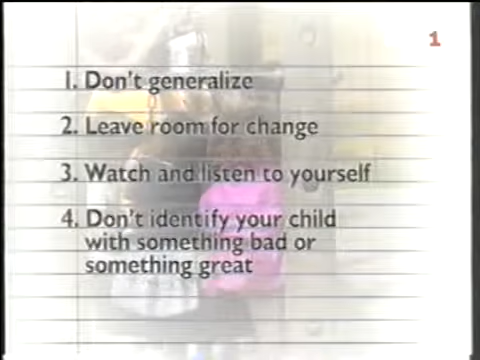 1
1. Don't generalize
2. Leave room for change
3. Watch and listen to yourself
4. Don't identify your child
with something bad or
something great